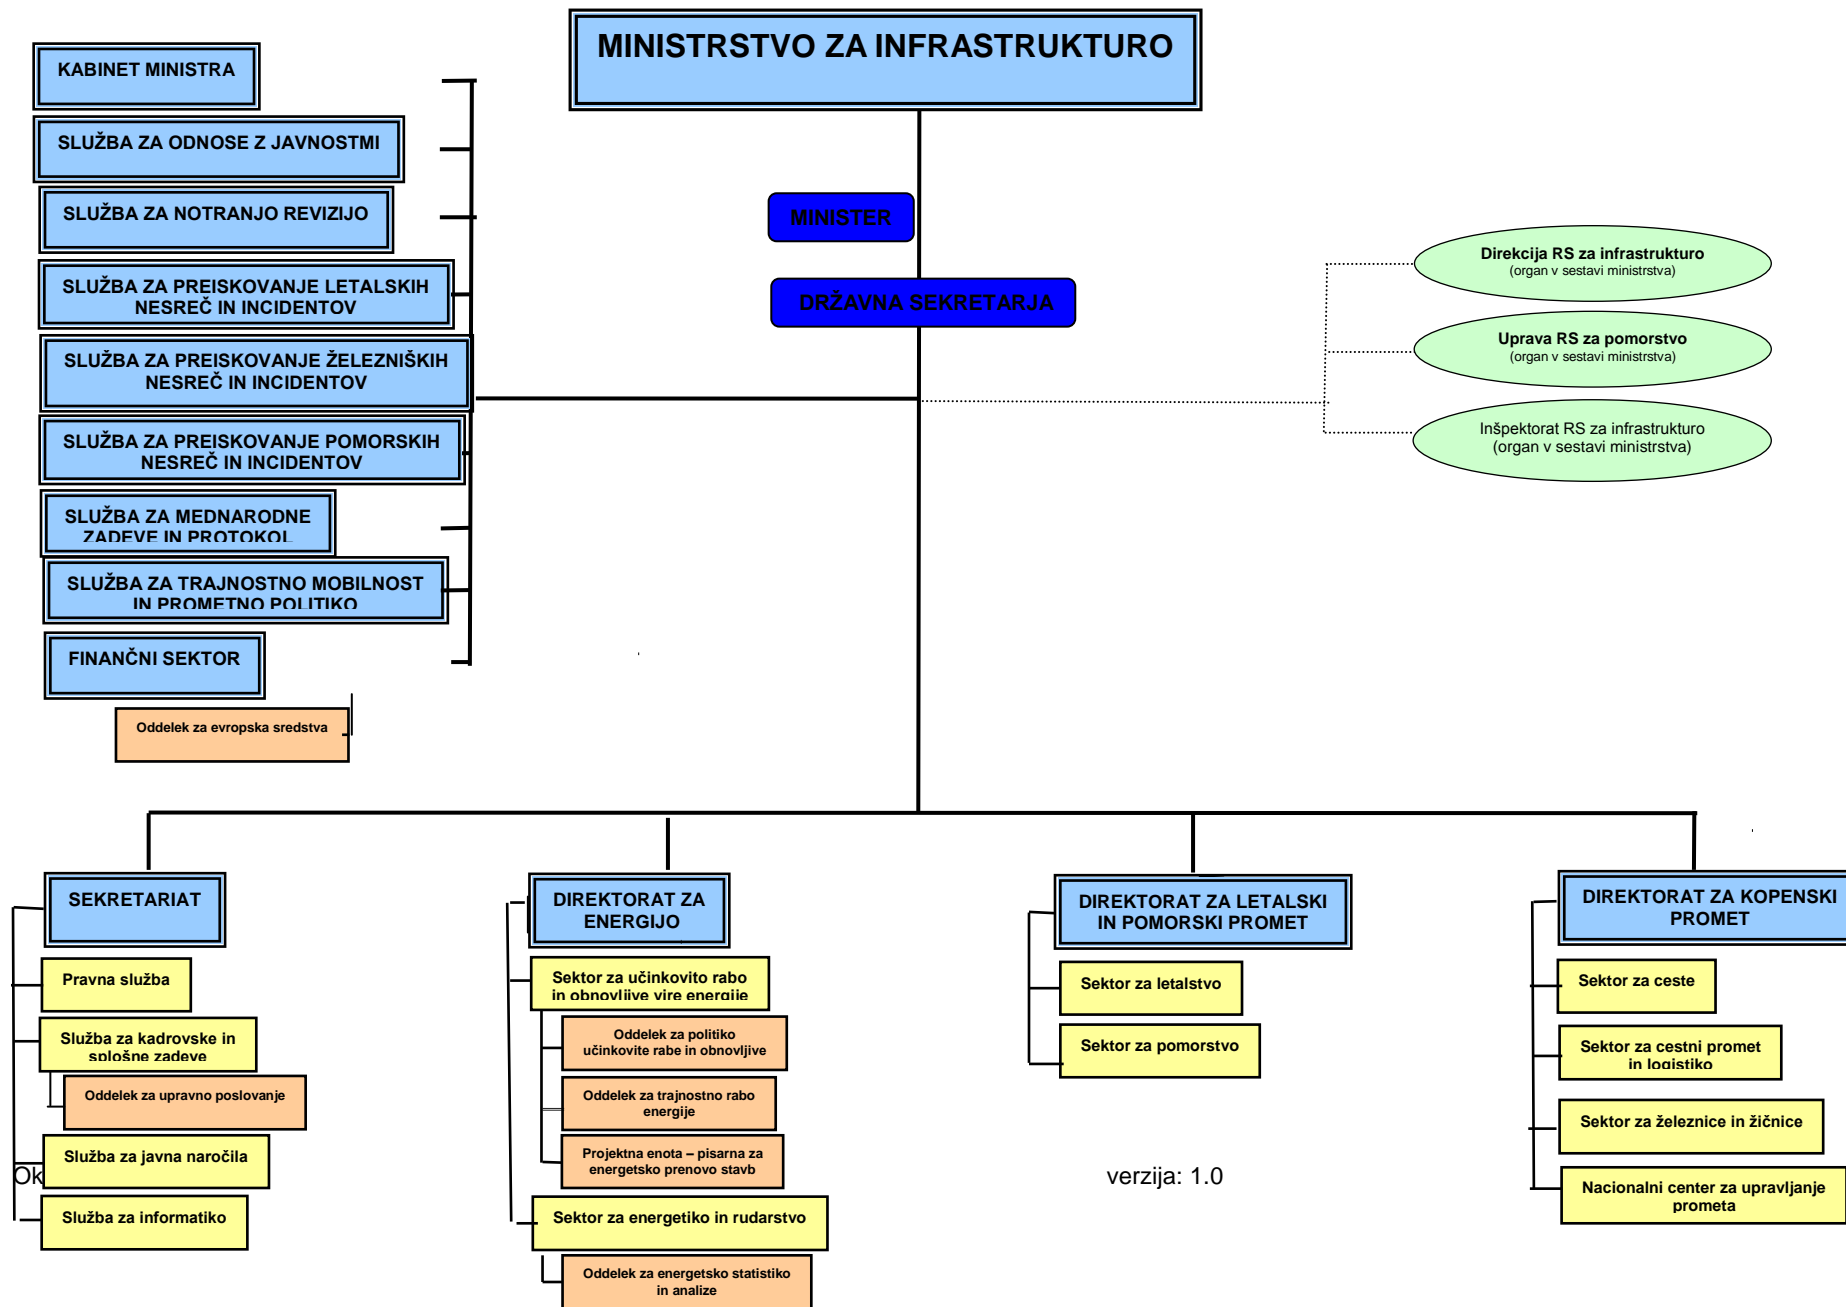 MINISTRSTVO ZA INFRASTRUKTURO
KABINET MINISTRA
SLUŽBA ZA ODNOSE Z JAVNOSTMI
SLUŽBA ZA NOTRANJO REVIZIJO
SLUŽBA ZA PREISKOVANJE LETALSKIH
NESREČ IN INCIDENTOV
SLUŽBA ZA PREISKOVANJE ŽELEZNIŠKIH
NESREČ IN INCIDENTOV
SLUŽBA ZA PREISKOVANJE POMORSKIH
NESREČ IN INCIDENTOV
SLUŽBA ZA MEDNARODNE
ZADEVE IN PROTOKOL
SLUŽBA ZA TRAJNOSTNO MOBILNOST
IN PROMETNO POLITIKO
FINANČNI SEKTOR
Oddelek za evropska sredstva
MINISTER
DRŽAVNA SEKRETARJA
Direkcija RS za infrastrukturo
(organ v sestavi ministrstva)
Uprava RS za pomorstvo
(organ v sestavi ministrstva)
Inšpektorat RS za infrastrukturo
(organ v sestavi ministrstva)
SEKRETARIAT
Pravna služba
Služba za kadrovske in
splošne zadeve
Oddelek za upravno poslovanje
Služba za javna naročila
Ok
Služba za informatiko
DIREKTORAT ZA
ENERGIJO
Sektor za učinkovito rabo
in obnovljive vire energije
Oddelek za politiko
učinkovite rabe in obnovljive
Oddelek za trajnostno rabo
energije
Projektna enota – pisarna za
energetsko prenovo stavb
Sektor za energetiko in rudarstvo
Oddelek za energetsko statistiko
in analize
DIREKTORAT ZA LETALSKI
IN POMORSKI PROMET
Sektor za letalstvo
Sektor za pomorstvo
verzija: 1.0
DIREKTORAT ZA KOPENSKI
PROMET
Sektor za ceste
Sektor za cestni promet
in logistiko
Sektor za železnice in žičnice
Nacionalni center za upravljanje
prometa